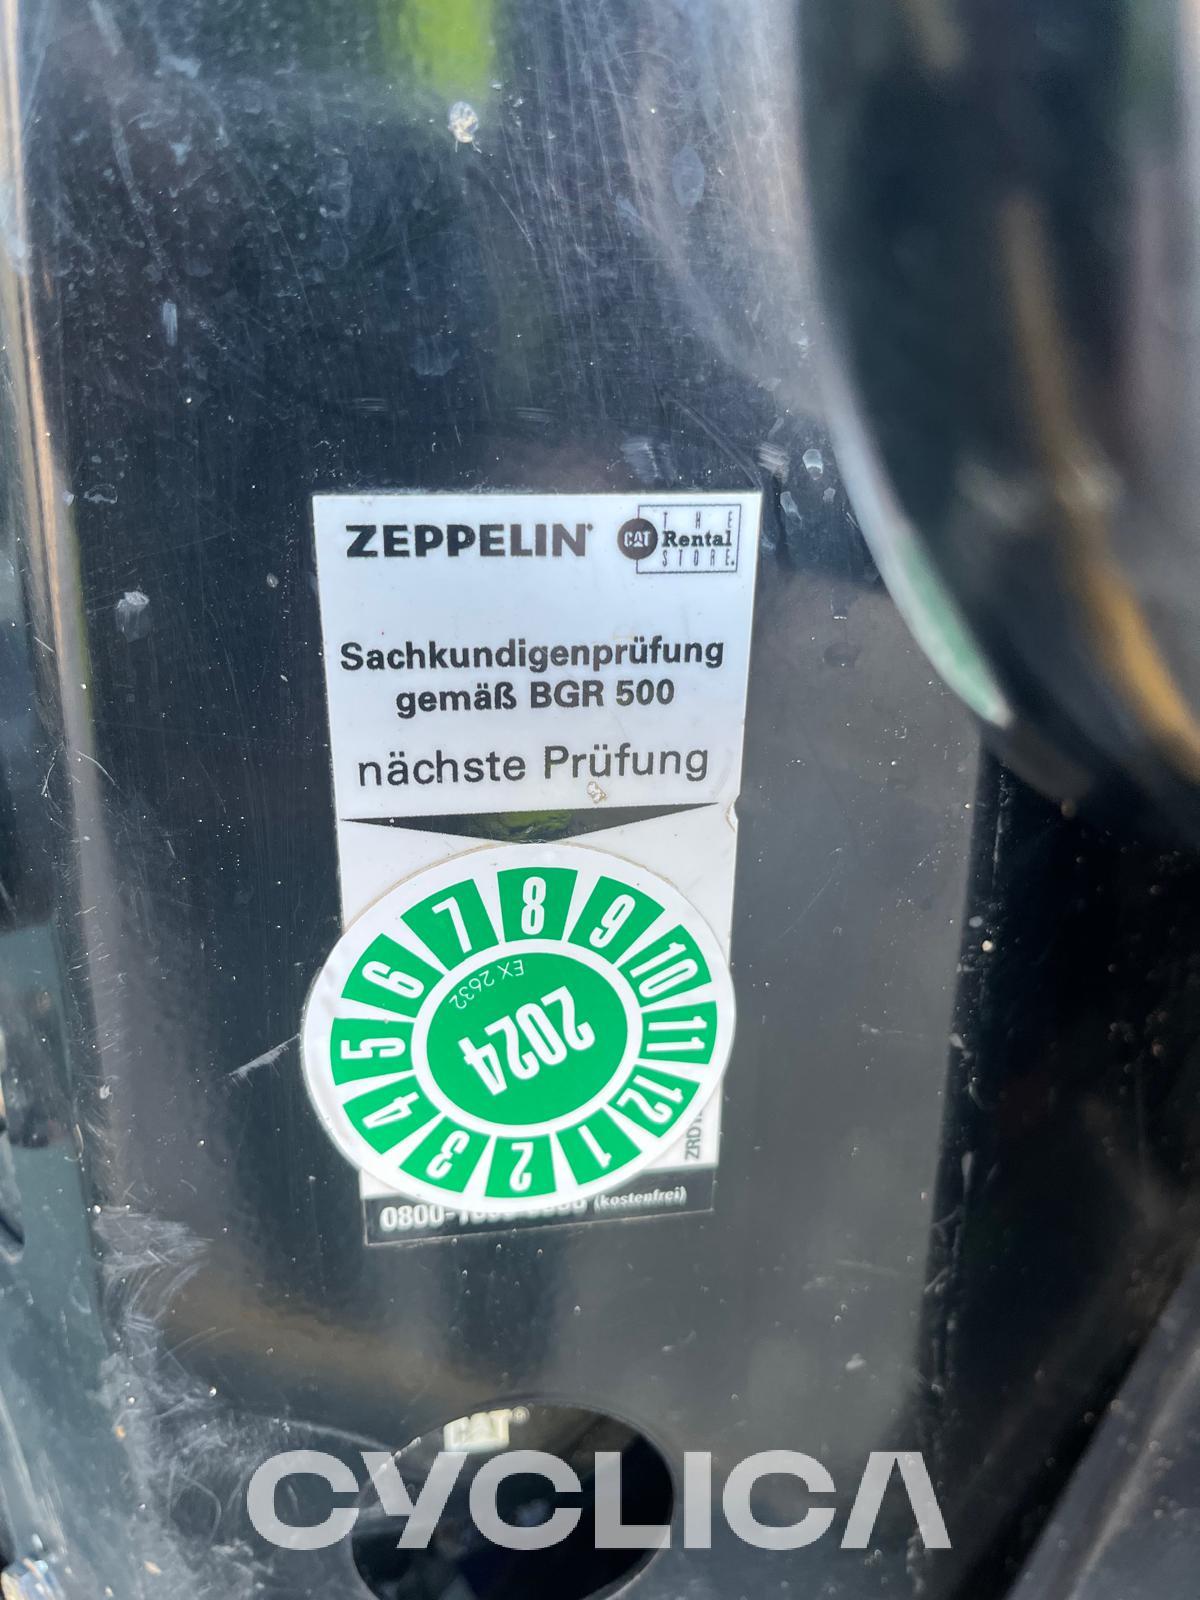 ZEPPELIN
CAT
THE
Rental
STORE
Sachkundigenprüfung
gemäß BGR 500
nächste Prüfung
1 2 3 4 5 6 7 8 9 10 11 12
EX 2632
2024
(kostenfrei)
CAT
CYCLICA